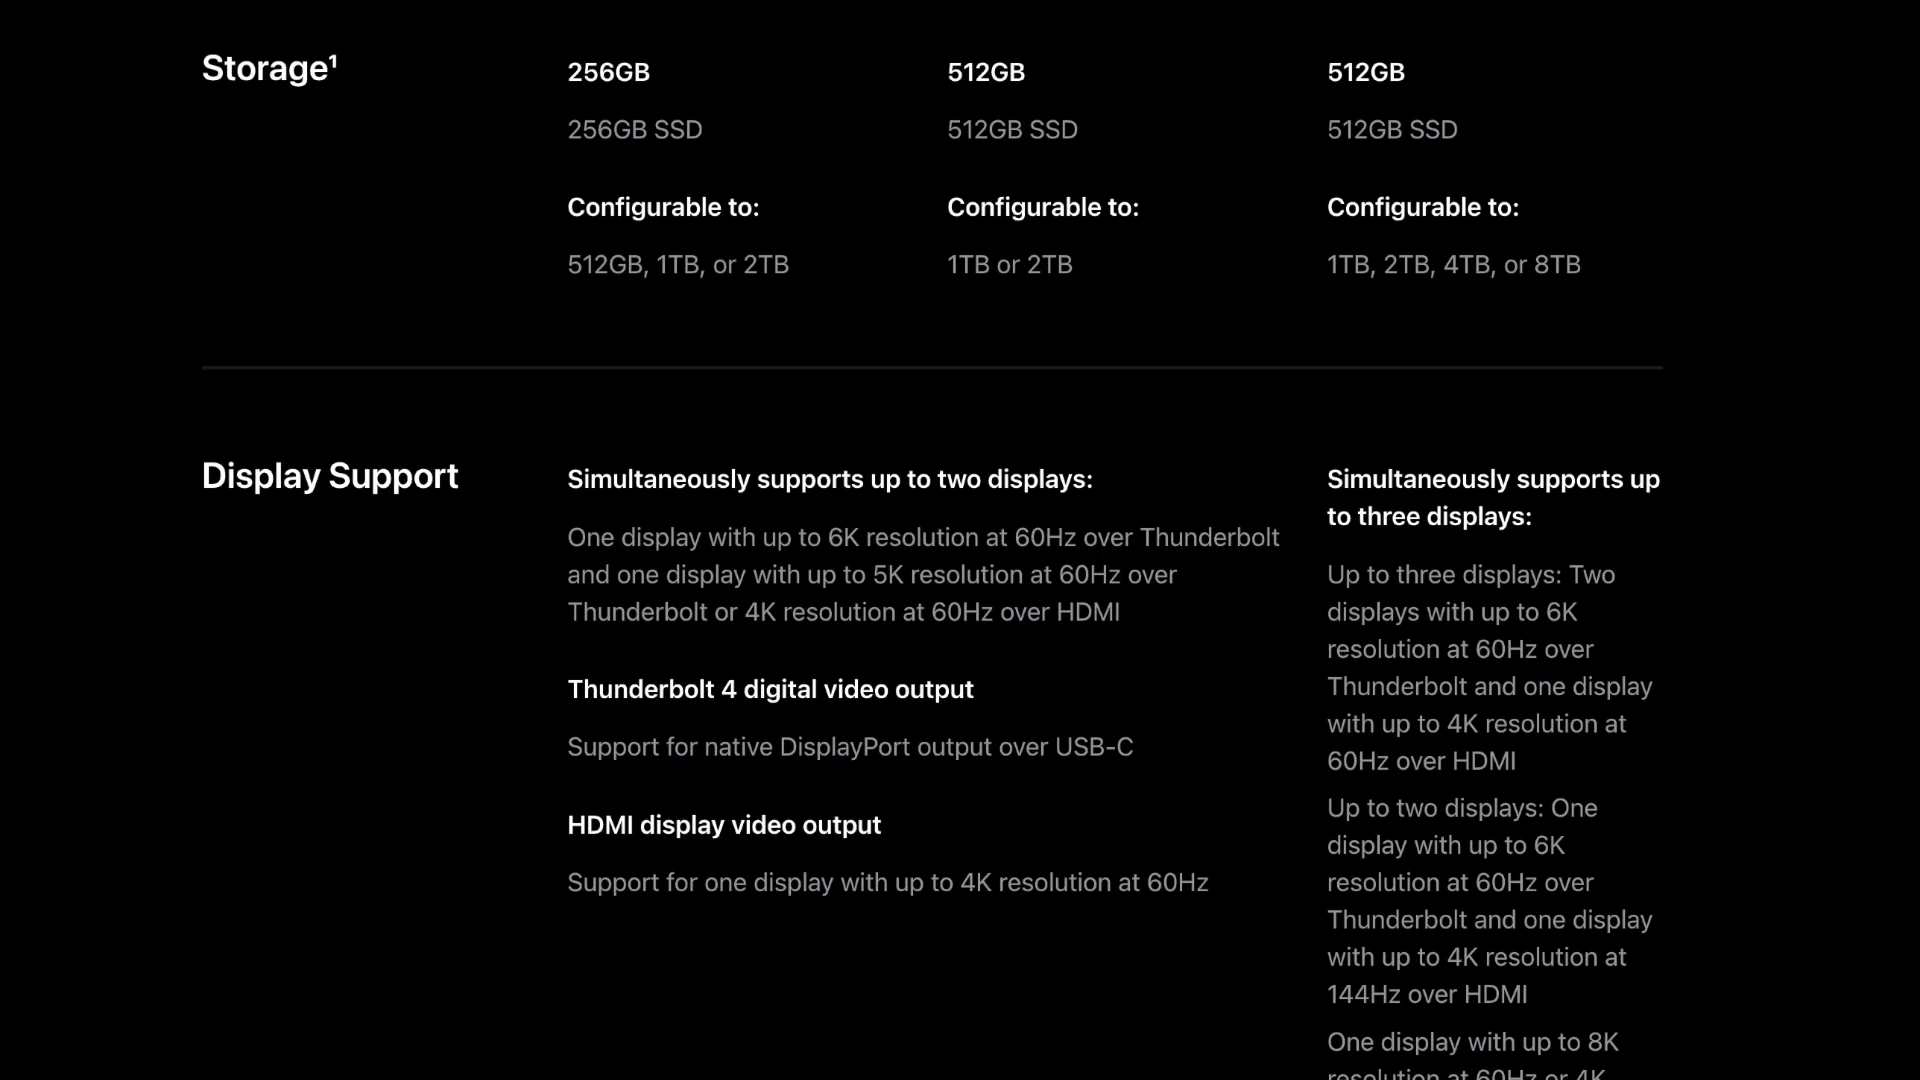 Storage¹
256GB
256GB SSD
Configurable to:
512GB, 1TB, or 2TB
512GB
512GB SSD
Configurable to:
1TB or 2TB
512GB
512GB SSD
Configurable to:
1TB, 2TB, 4TB, or 8TB
Display Support
Simultaneously supports up to two displays:
One display with up to 6K resolution at 60Hz over Thunderbolt
and one display with up to 5K resolution at 60Hz over
Thunderbolt or 4K resolution at 60Hz over HDMI
Thunderbolt 4 digital video output
Support for native DisplayPort output over USB-C
HDMI display video output
Support for one display with up to 4K resolution at 60Hz
Simultaneously supports up
to three displays:
Up to three displays: Two
displays with up to 6K
resolution at 60Hz over
Thunderbolt and one display
with up to 4K resolution at
60Hz over HDMI
Up to two displays: One
display with up to 6K
resolution at 60Hz over
Thunderbolt and one display
with up to 4K resolution at
144Hz over HDMI
One display with up to 8K
resolution at 60Hz or 4K